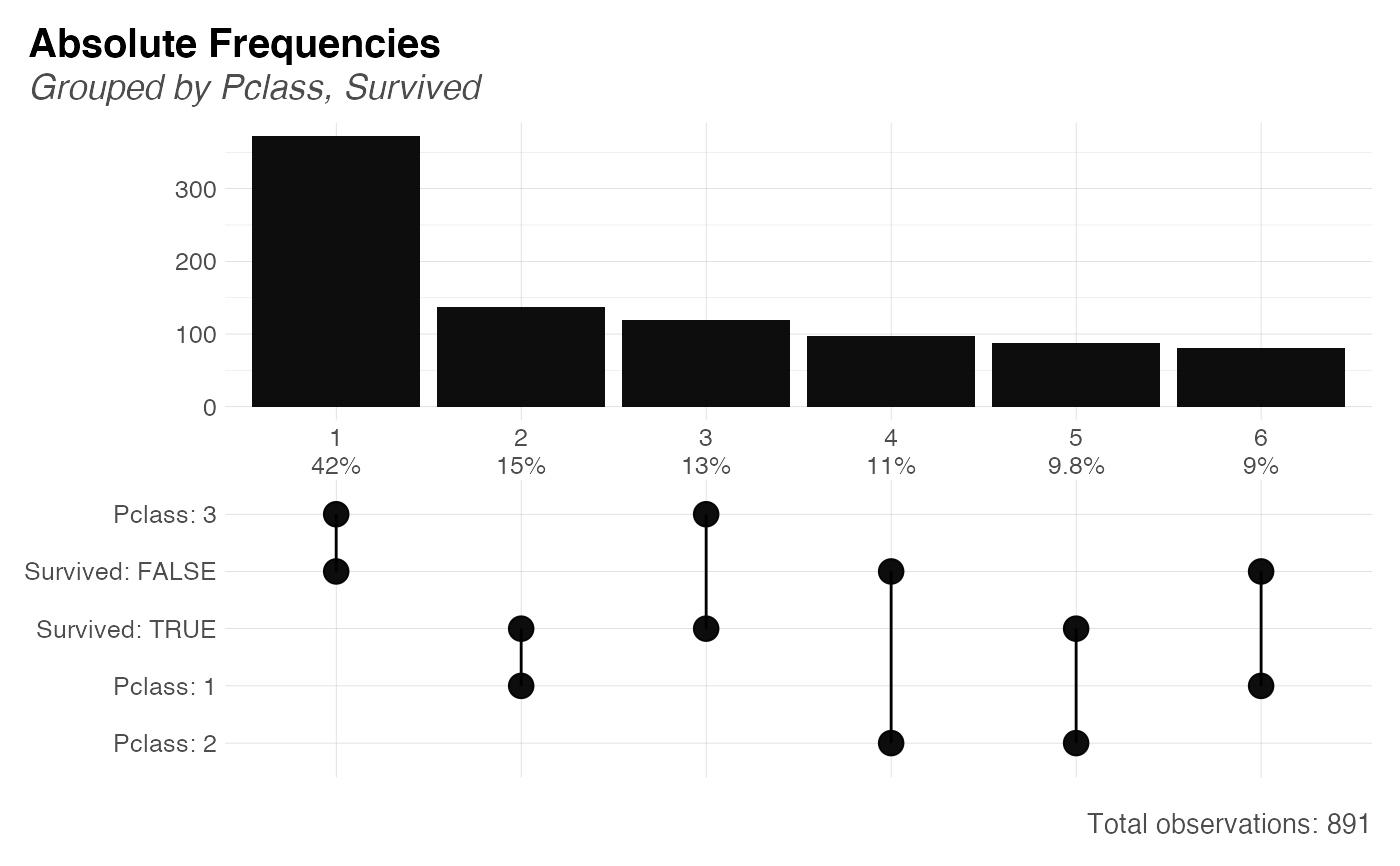 Absolute Frequencies
Grouped by Pclass, Survived
300
200
100
0
1 2 3 4 5 6
42% 15% 13% 11% 9.8% 9%
Pclass: 3
Survived: FALSE
Survived: TRUE
Pclass: 1
Pclass: 2
Total observations: 891